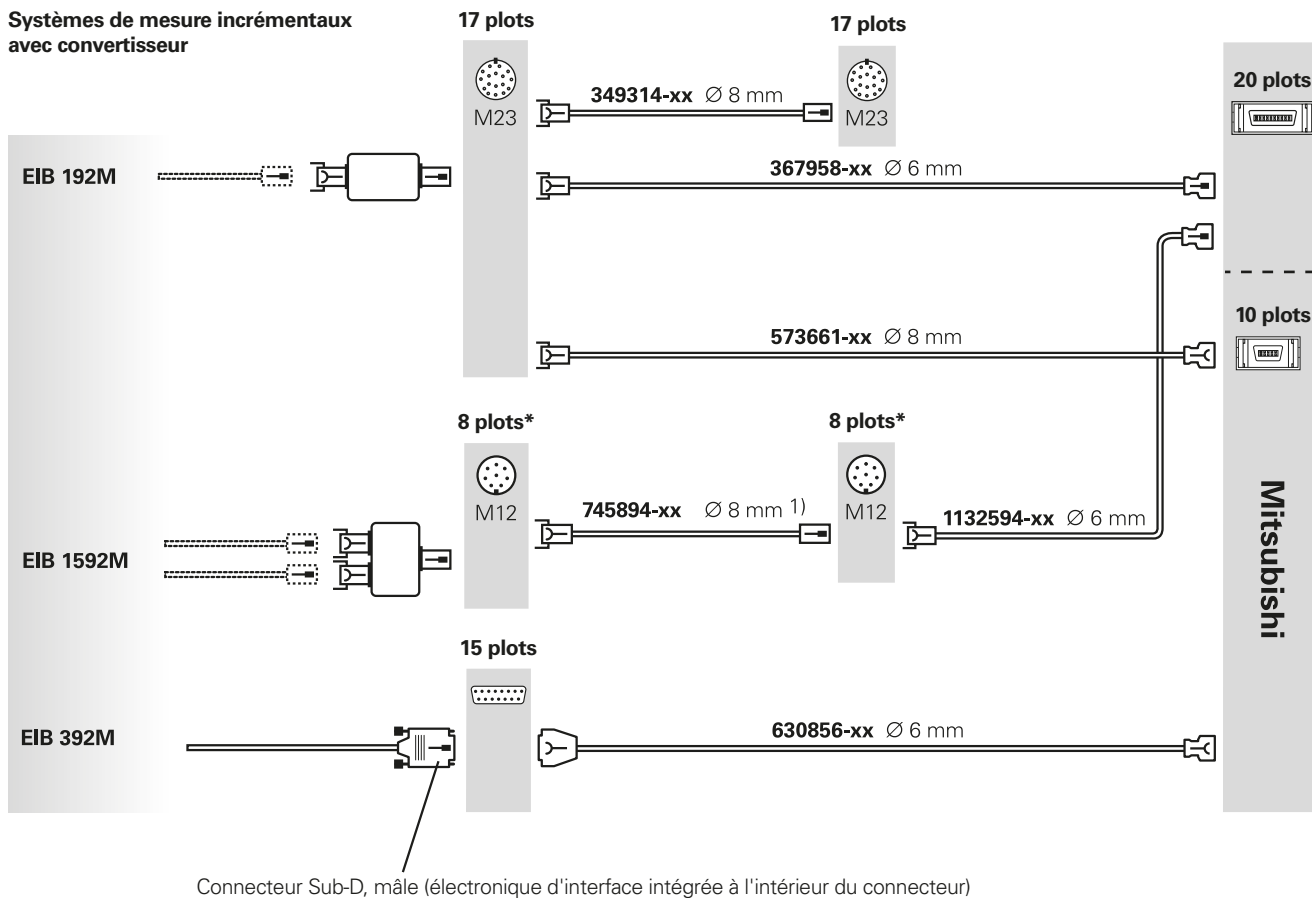 Systèmes de mesure incrémentaux
avec convertisseur
17 plots
17 plots
20 plots
M23
349314-xx Ø 8 mm
M23
EIB 192M
367958-xx Ø 6 mm
10 plots
573661-xx Ø 8 mm
8 plots*
8 plots*
M12
745894-xx Ø 8 mm 1)
M12
1132594-xx Ø 6 mm
EIB 1592M
Mitsubishi
15 plots
EIB 392M
630856-xx Ø 6 mm
Connecteur Sub-D, mâle (électronique d'interface intégrée à l'intérieur du connecteur)